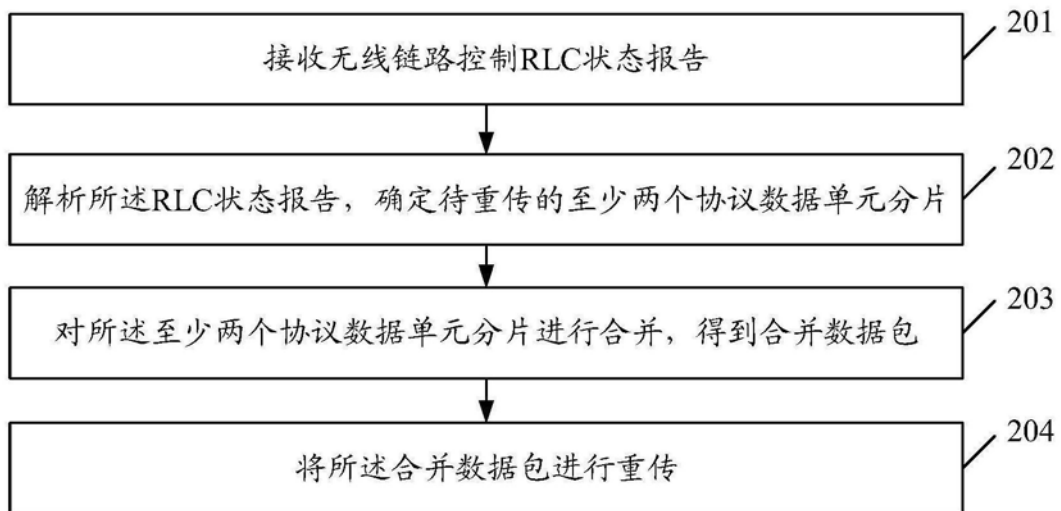 接收无线链路控制RLC状态报告
201
解析所述RLC状态报告，确定待重传的至少两个协议数据单元分片
202
对所述至少两个协议数据单元分片进行合并，得到合并数据包
203
将所述合并数据包进行重传
204